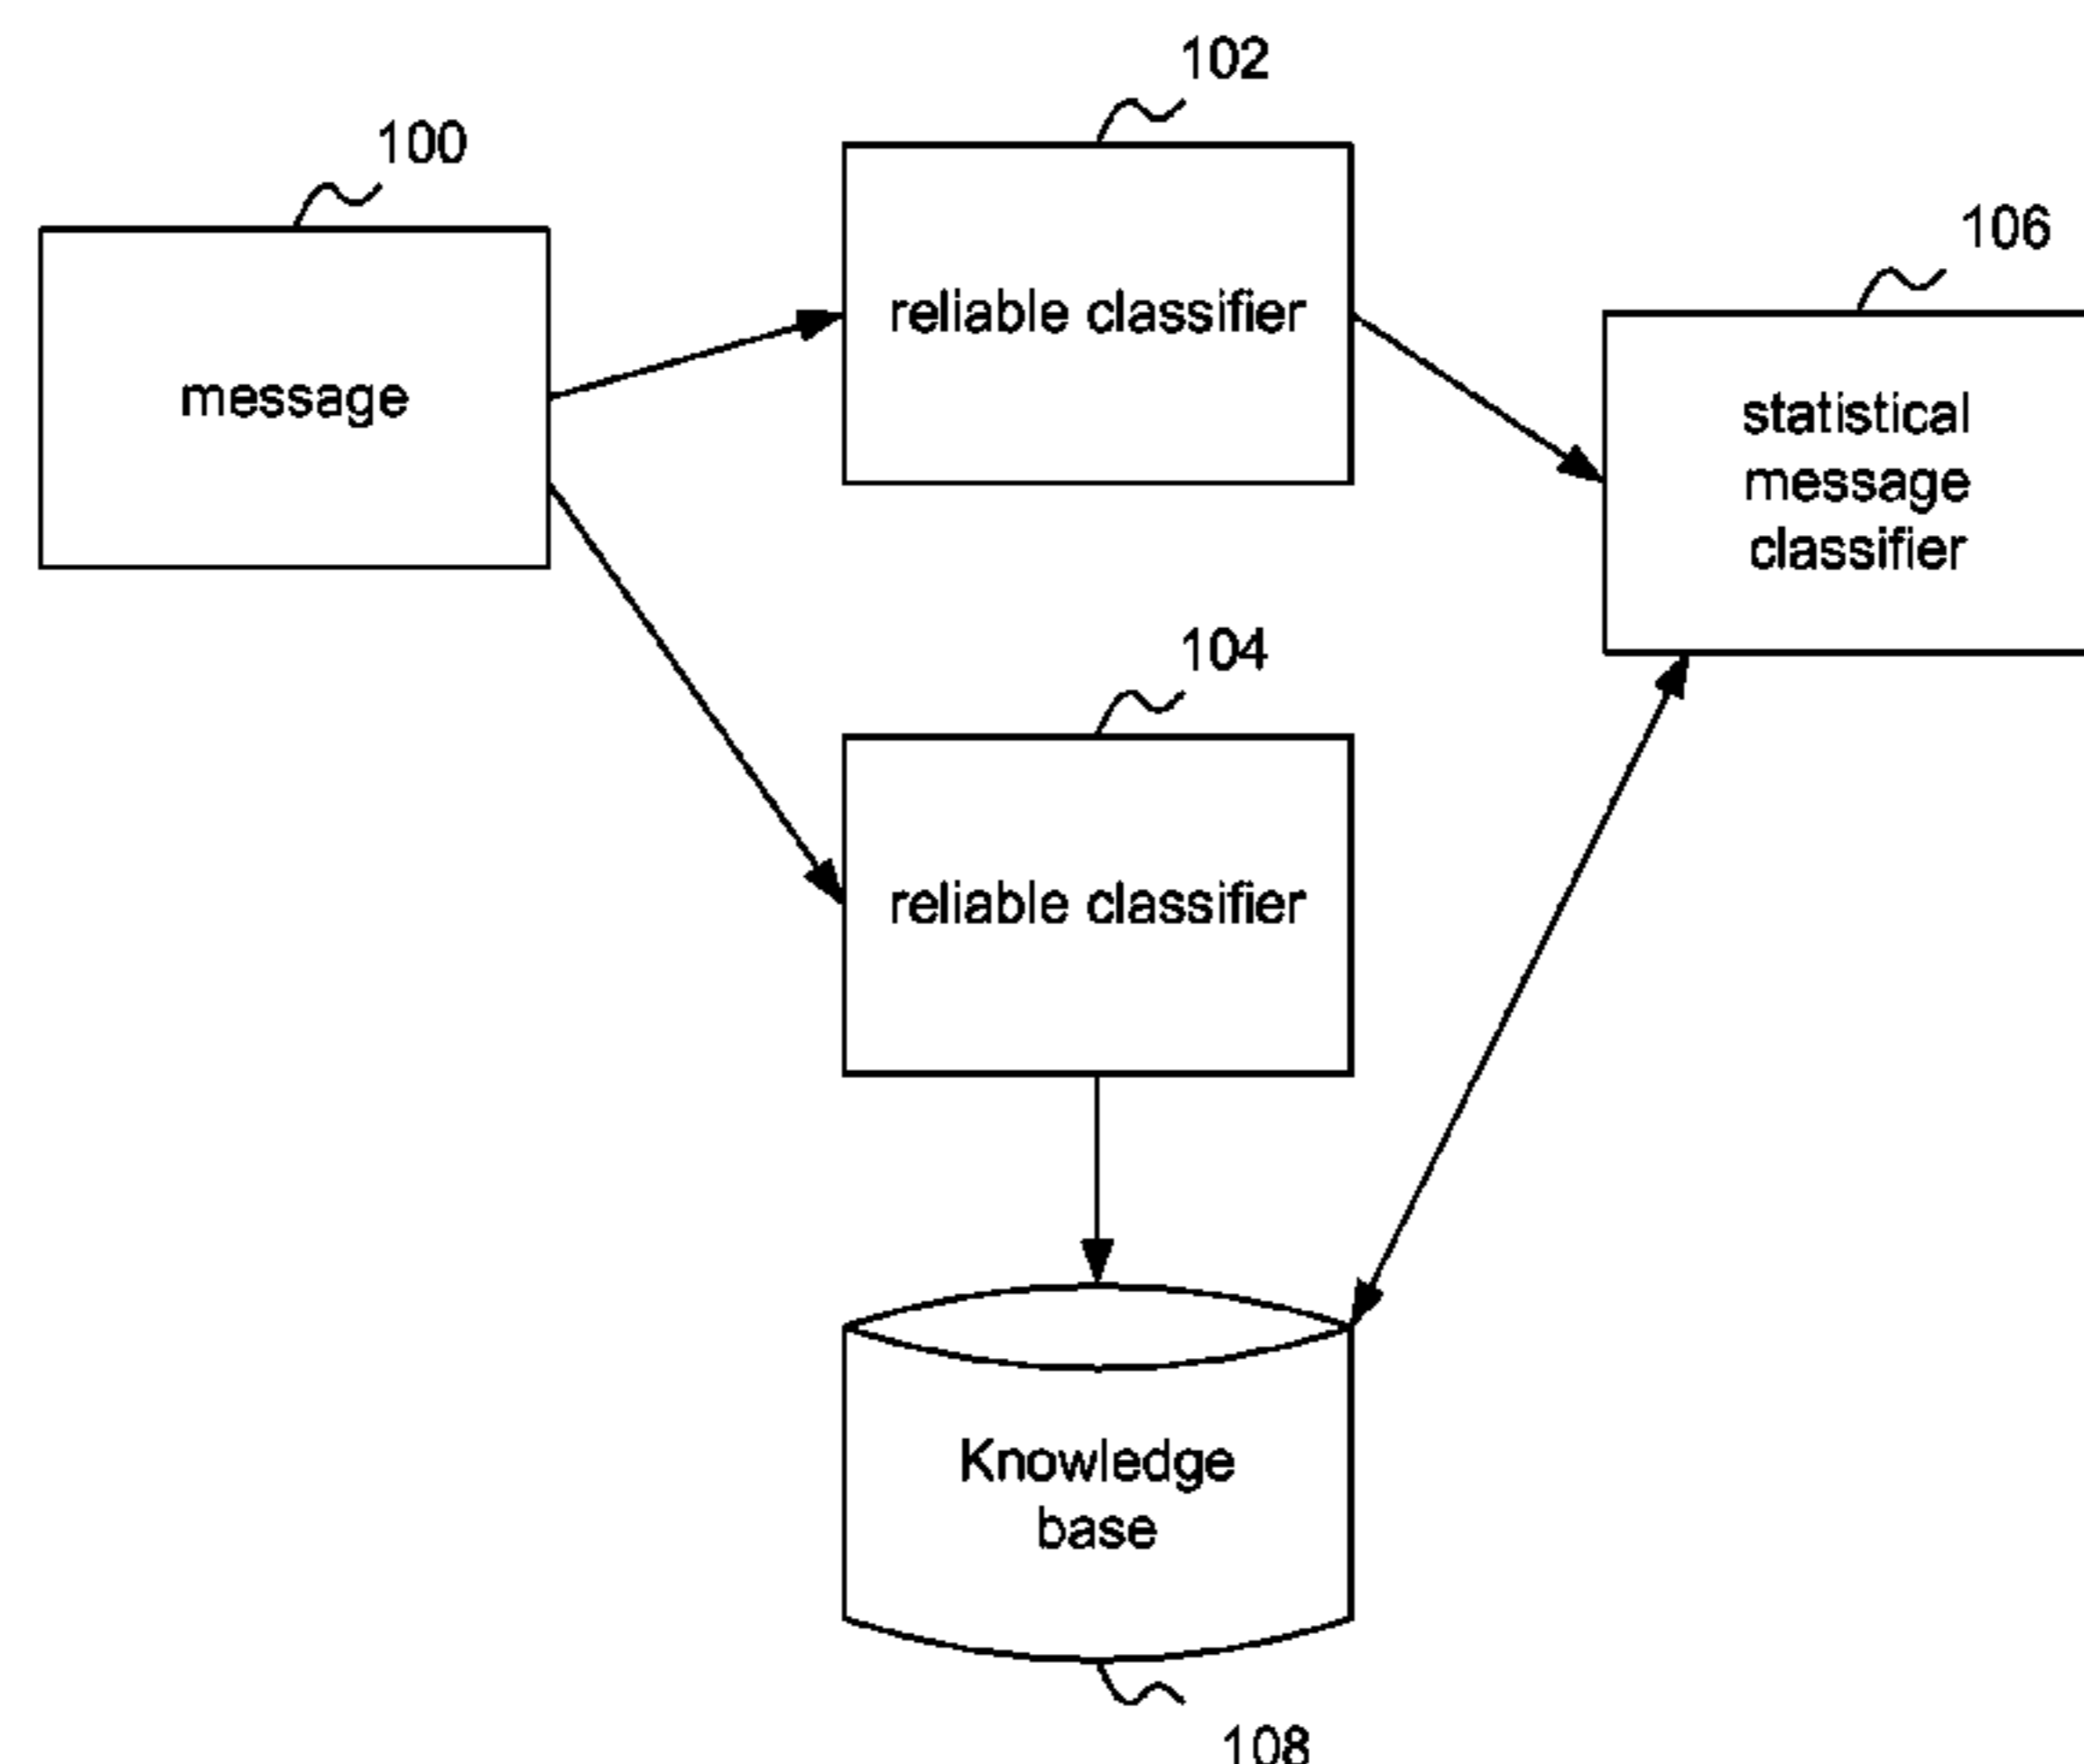 102
100
106
reliable classifier
message
statistical
message
classifier
104
reliable classifier
Knowledge
base
108